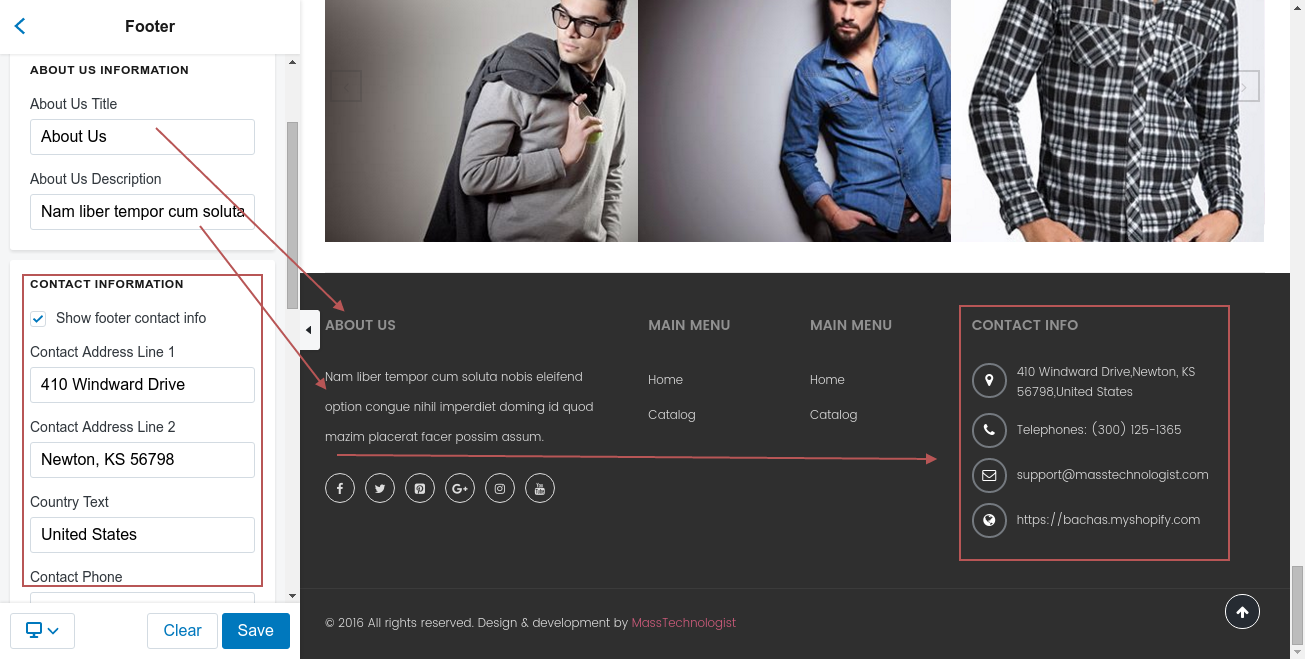 Footer
ABOUT US INFORMATION
About Us Title
About Us
About Us Description
Nam liber tempor cum soluta
CONTACT INFORMATION
Show footer contact info
Contact Address Line 1
410 Windward Drive
Contact Address Line 2
Newton, KS 56798
Country Text
United States
Contact Phone
Clear
Save
ABOUT US
Nam liber tempor cum soluta nobis eleifend
option congue nihil imperdiet doming id quod
mazim placerat facer possim assum.
MAIN MENU
Home
Catalog
MAIN MENU
Home
Catalog
CONTACT INFO
410 Windward Drive,Newton, KS
56798,United States
Telephones: (300) 125-1365
support@masstechnologist.com
https://bachas.myshopify.com
© 2016 All rights reserved. Design & development by MassTechnologist